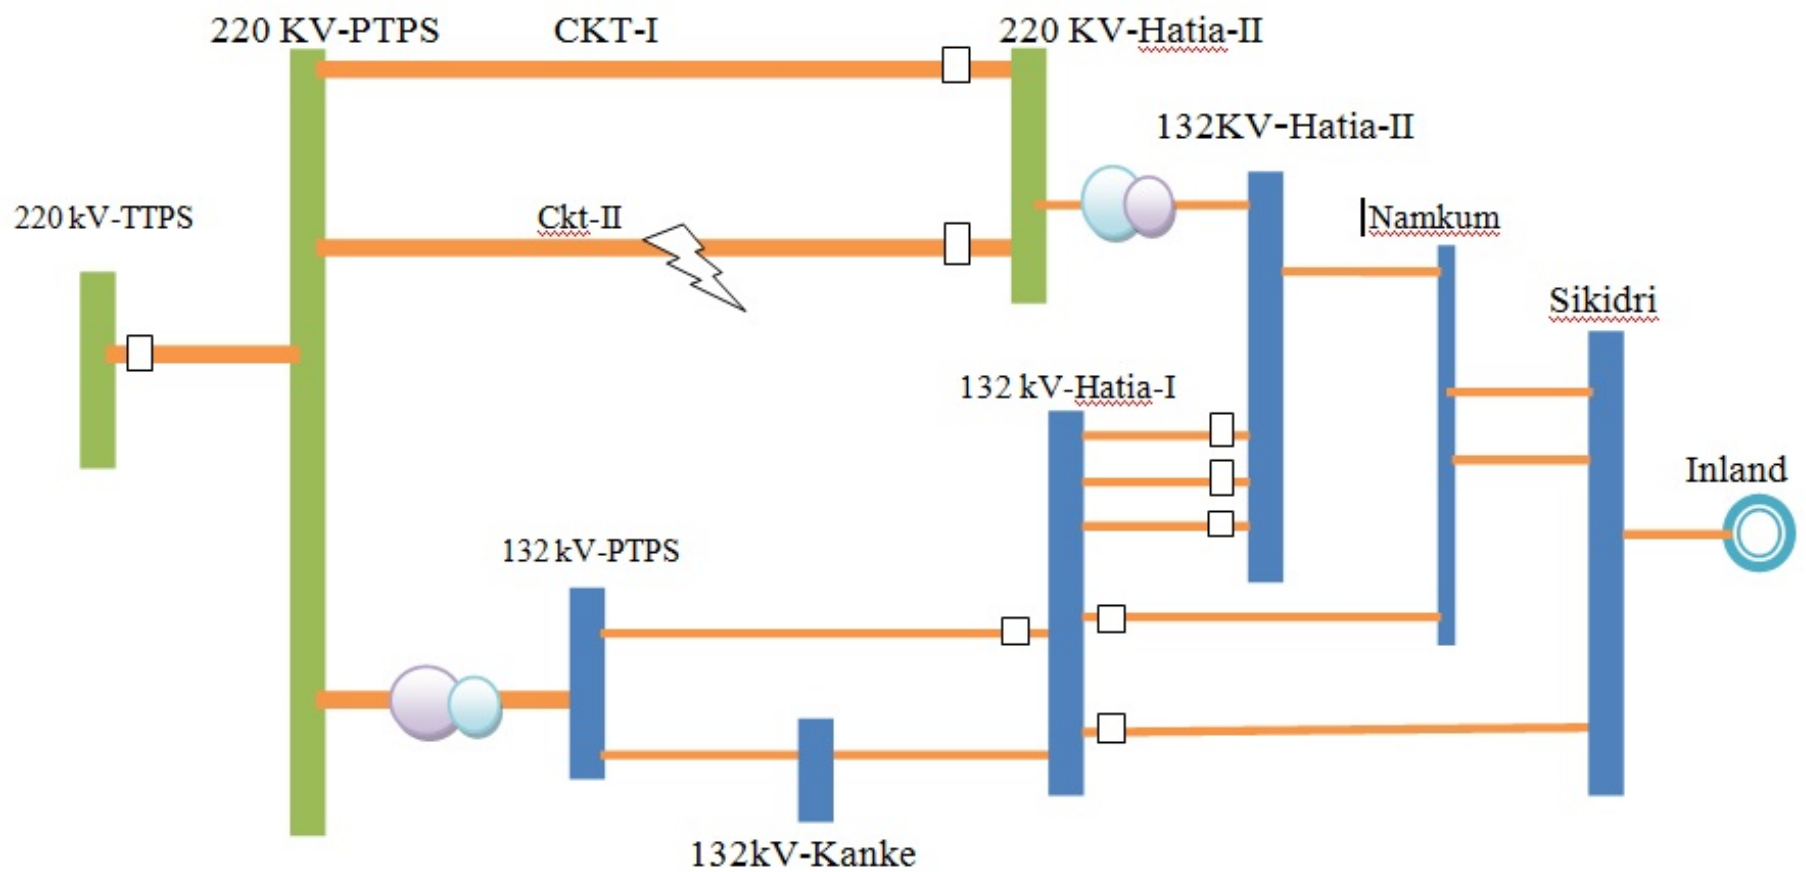 220 KV-PTPS
CKT-I
220 KV-Hatia-II
132KV-Hatia-II
220 kV-TTPS
Ckt-II
Namkum
Sikidri
132 kV-Hatia-I
Inland
132 kV-PTPS
132kV-Kanke